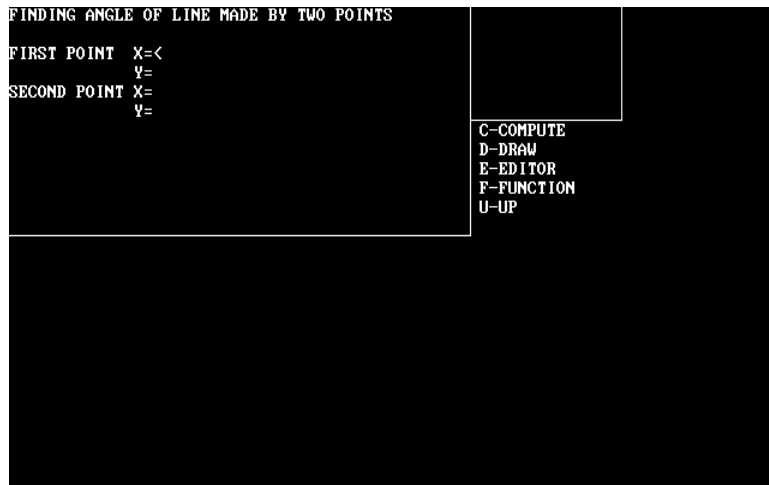 FINDING ANGLE OF LINE MADE BY TWO POINTS
FIRST POINT X=<
Y=
SECOND POINT X=
Y=
C-COMPUTE
D-DRAW
E-EDITOR
F-FUNCTION
U-UP